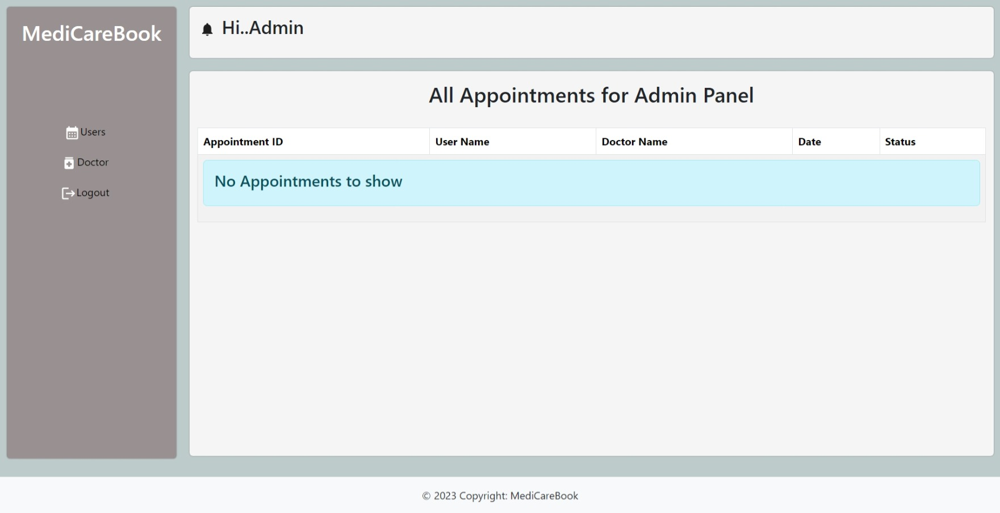 MediCareBook
Users
Doctor
Logout
Hi..Admin
All Appointments for Admin Panel
Appointment ID User Name Doctor Name Date Status
No Appointments to show
© 2023 Copyright: MediCareBook